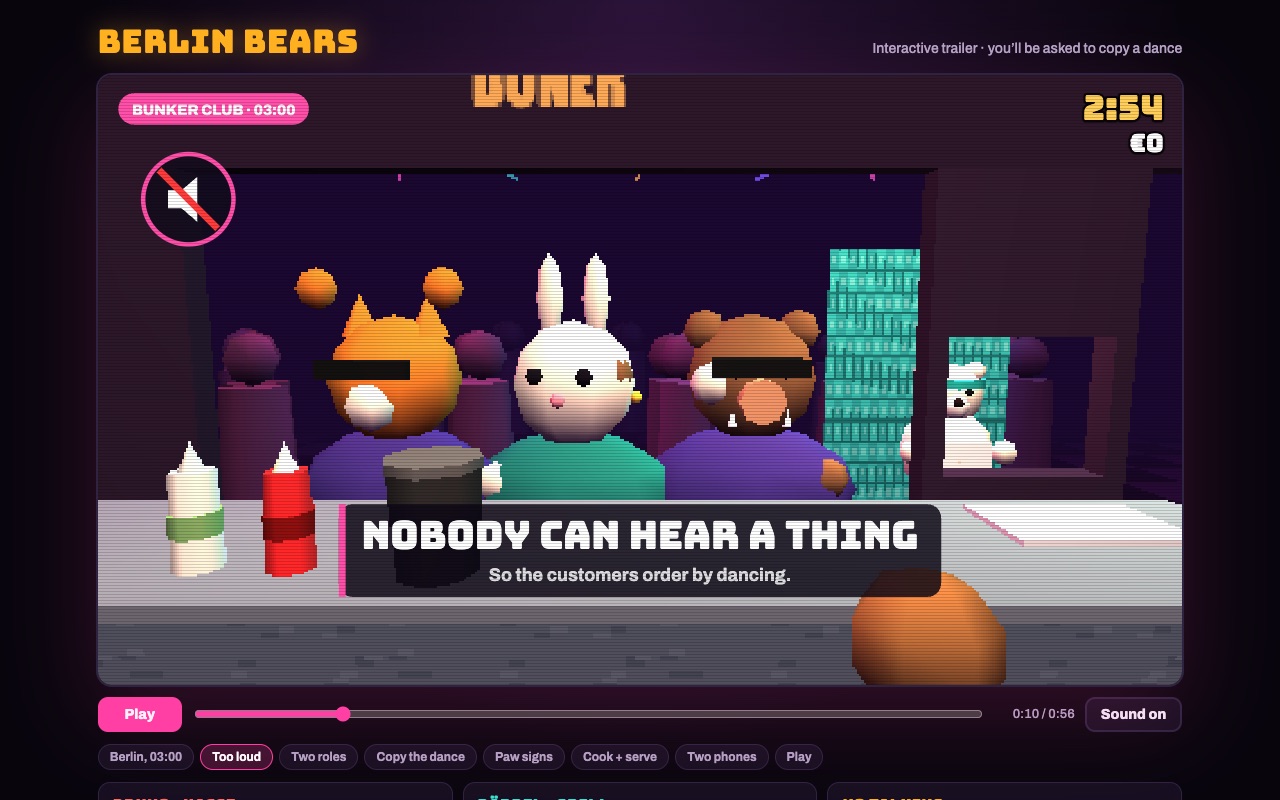 BERLIN BEARS
Interactive trailer · you'll be asked to copy a dance
BUNKER CLUB · 03:00
2:54
€0
NOBODY CAN HEAR A THING
So the customers order by dancing.
Play
0:10 / 0:56
Sound on
Berlin, 03:00
Too loud
Two roles
Copy the dance
Paw signs
Cook + serve
Two phones
Play